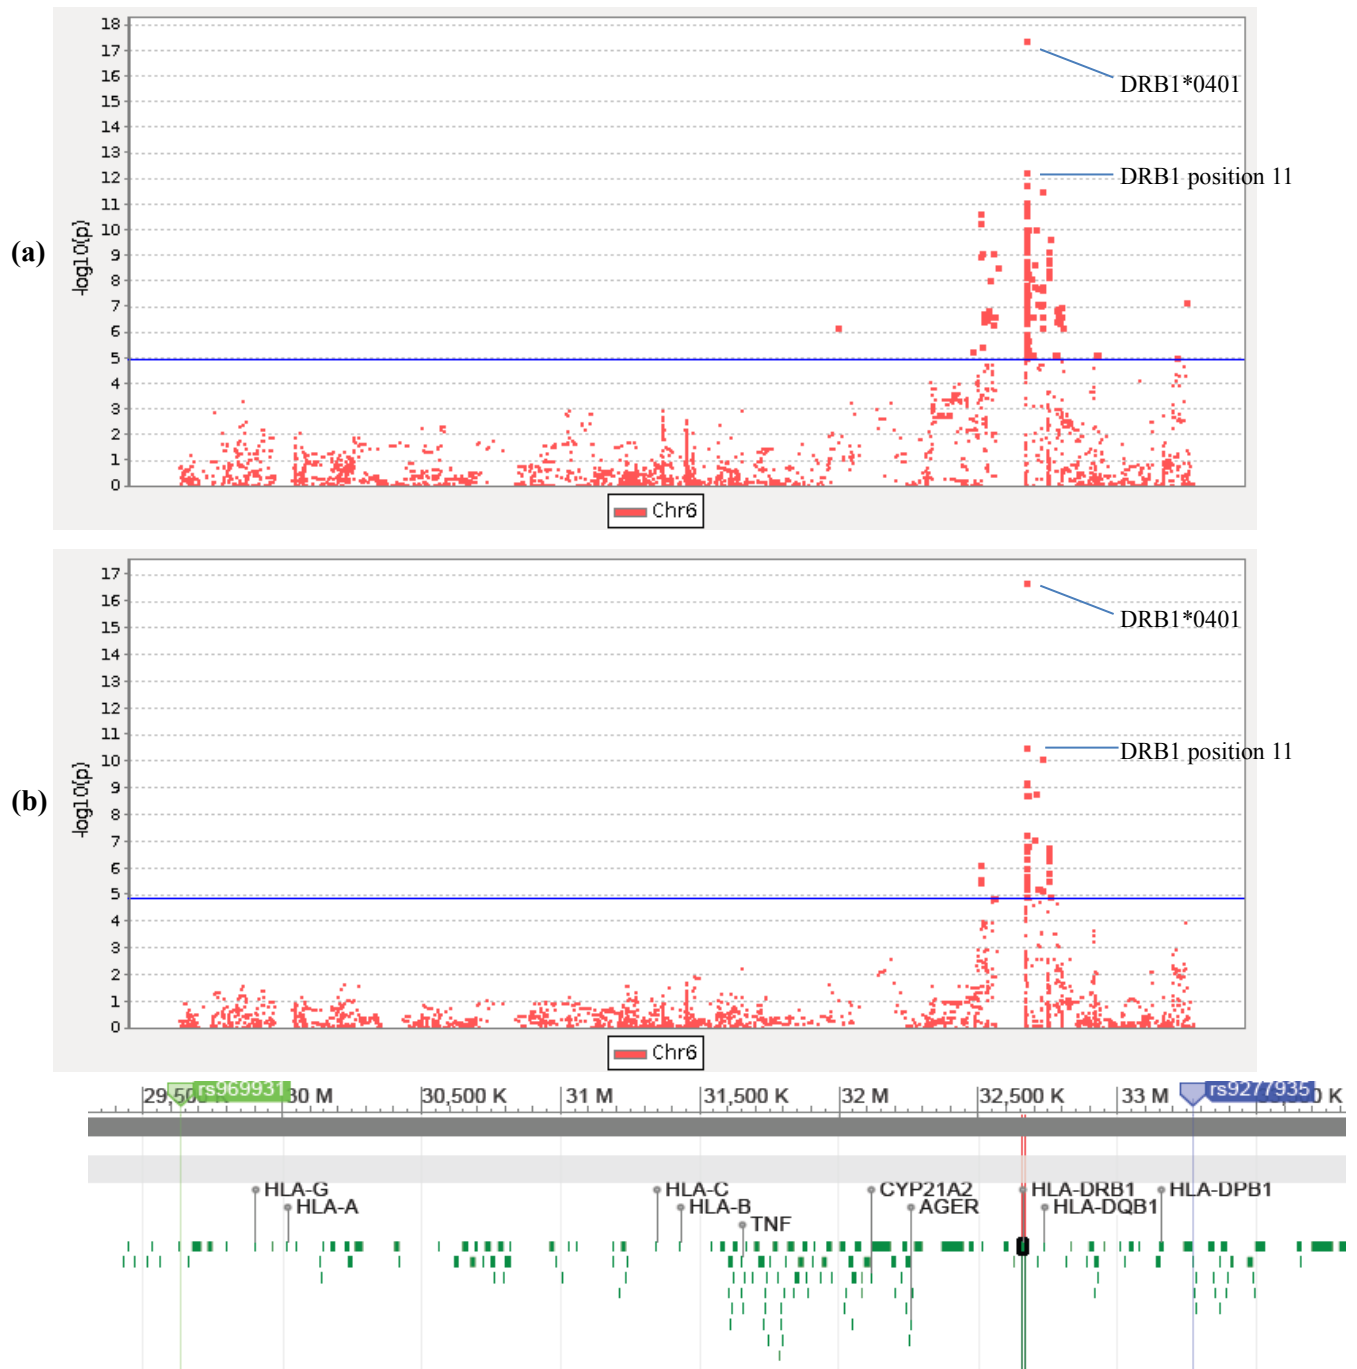 18
17
16
15
14
13
12
11
10
9
8
7
6
5
4
3
2
1
0
-log10(p)
(a)
DRB1*0401
DRB1 position 11
Chr6
17
16
15
14
13
12
11
10
9
8
7
6
5
4
3
2
1
0
-log10(p)
(b)
DRB1*0401
DRB1 position 11
Chr6
rs969931 rs9277935
30 M 30,500 K 31 M 31,500 K 32 M 32,500 K 33 M
HLA-G HLA-C CYP21A2 HLA-DRB1 HLA-DPB1
HLA-A HLA-B AGER HLA-DQB1
TNF